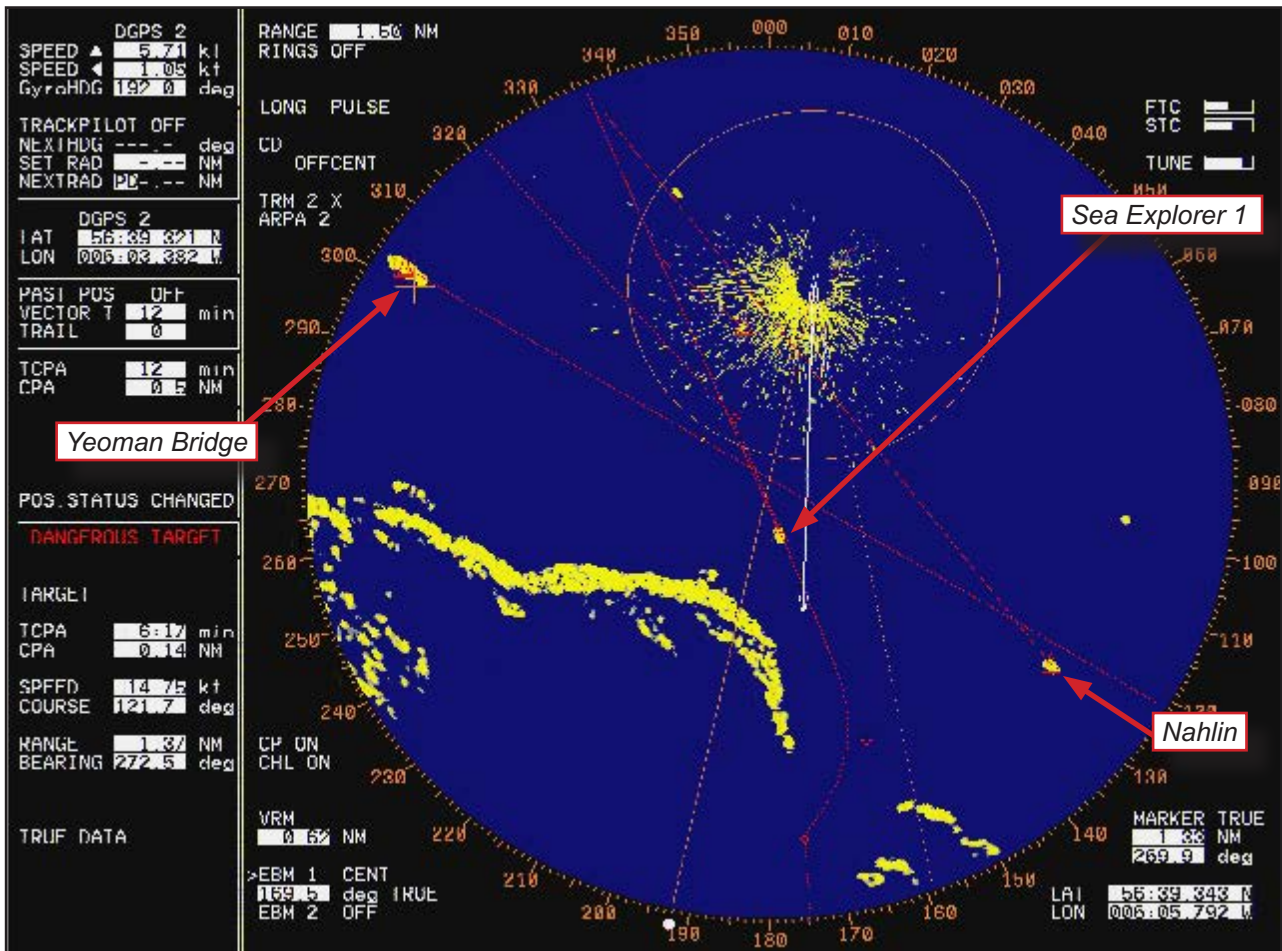 DGPS 2
SPEED ▲ 5.71 kt
SPEED ◄ 1.05 kt
GyroHDG 192.0 deg
TRACKPILOT OFF
NEXTHDG ---.- deg
SET RAD -.-- NM
NEXTRAD PD-.-- NM
DGPS 2
LAT 56:39.321 N
LON 006:03.382 W
PAST POS OFF
VECTOR T 12 min
TRAIL 0
TCPA 12 min
CPA 0.5 NM
POS.STATUS CHANGED
DANGEROUS TARGET
TARGET
TCPA 6:17 min
CPA 0.14 NM
SPEED 14.75 kt
COURSE 121.7 deg
RANGE 1.37 NM
BEARING 272.5 deg
TRUE DATA
RANGE 1.50 NM
RINGS OFF
LONG PULSE
CD
OFFCENT
TRM 2 X
ARPA 2
CP ON
CHL ON
VRM
0.62 NM
>EBM 1 CENT
169.5 deg TRUE
EBM 2 OFF
FTC
STC
TUNE
MARKER TRUE
1.33 NM
269.9 deg
LAT 56:39.343 N
LON 006:05.792 W
000
010
020
030
040
050
060
070
080
090
100
110
120
130
140
150
160
170
180
190
200
210
220
230
240
250
260
270
280
290
300
310
320
330
340
350
Sea Explorer 1
Yeoman Bridge
Nahlin